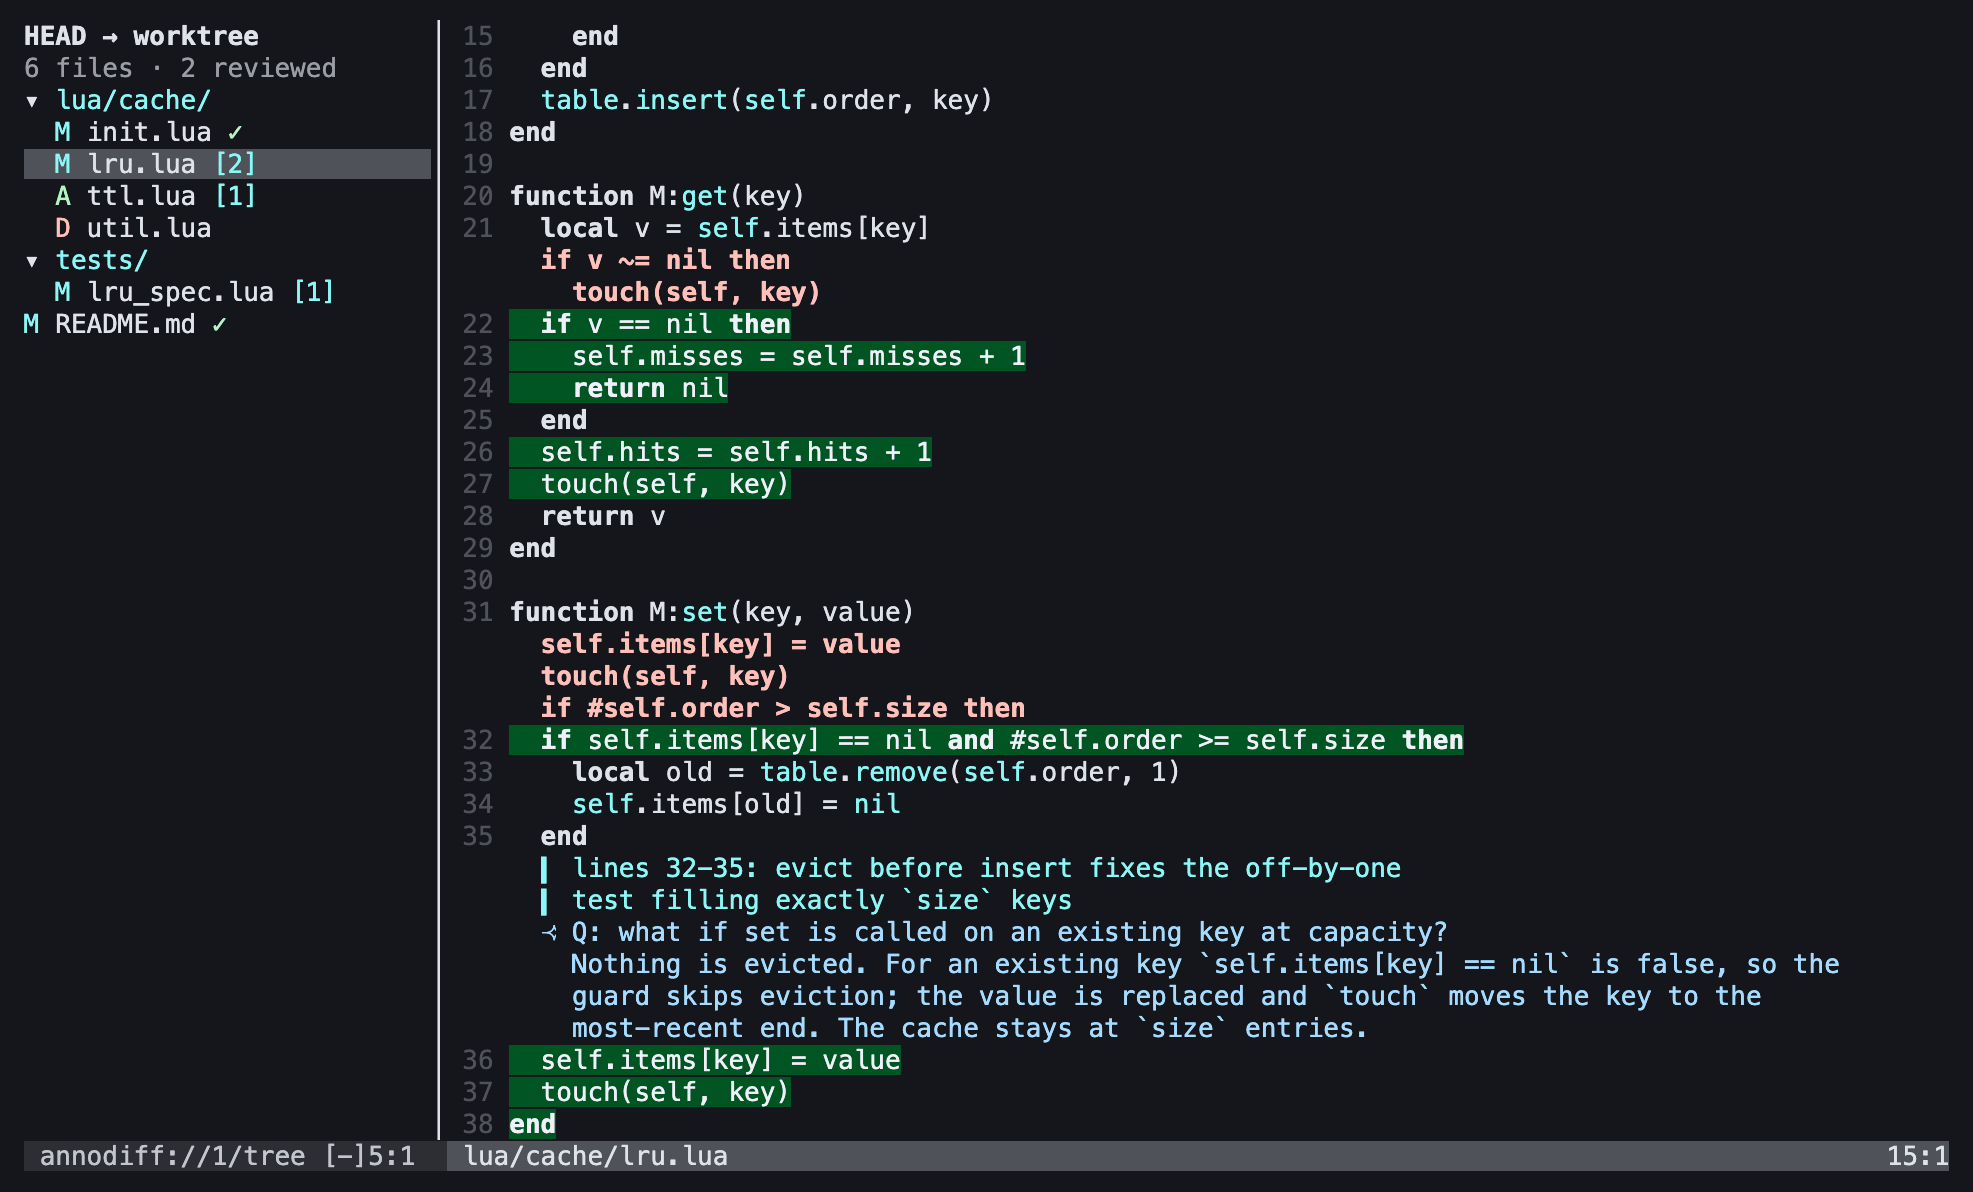 HEAD → worktree
6 files · 2 reviewed
▾ lua/cache/
M init.lua ✓
M lru.lua [2]
A ttl.lua [1]
D util.lua
▾ tests/
M lru_spec.lua [1]
M README.md ✓
annodiff://1/tree [-]5:1
15     end
16   end
17   table.insert(self.order, key)
18 end
19
20 function M:get(key)
21   local v = self.items[key]
  if v ~= nil then
    touch(self, key)
22   if v == nil then
23     self.misses = self.misses + 1
24     return nil
25   end
26   self.hits = self.hits + 1
27   touch(self, key)
28   return v
29 end
30
31 function M:set(key, value)
  self.items[key] = value
  touch(self, key)
  if #self.order > self.size then
32   if self.items[key] == nil and #self.order >= self.size then
33     local old = table.remove(self.order, 1)
34     self.items[old] = nil
35   end
▎ lines 32-35: evict before insert fixes the off-by-one
▎ test filling exactly `size` keys
⤙ Q: what if set is called on an existing key at capacity?
Nothing is evicted. For an existing key `self.items[key] == nil` is false, so the
guard skips eviction; the value is replaced and `touch` moves the key to the
most-recent end. The cache stays at `size` entries.
36   self.items[key] = value
37   touch(self, key)
38 end
lua/cache/lru.lua 15:1